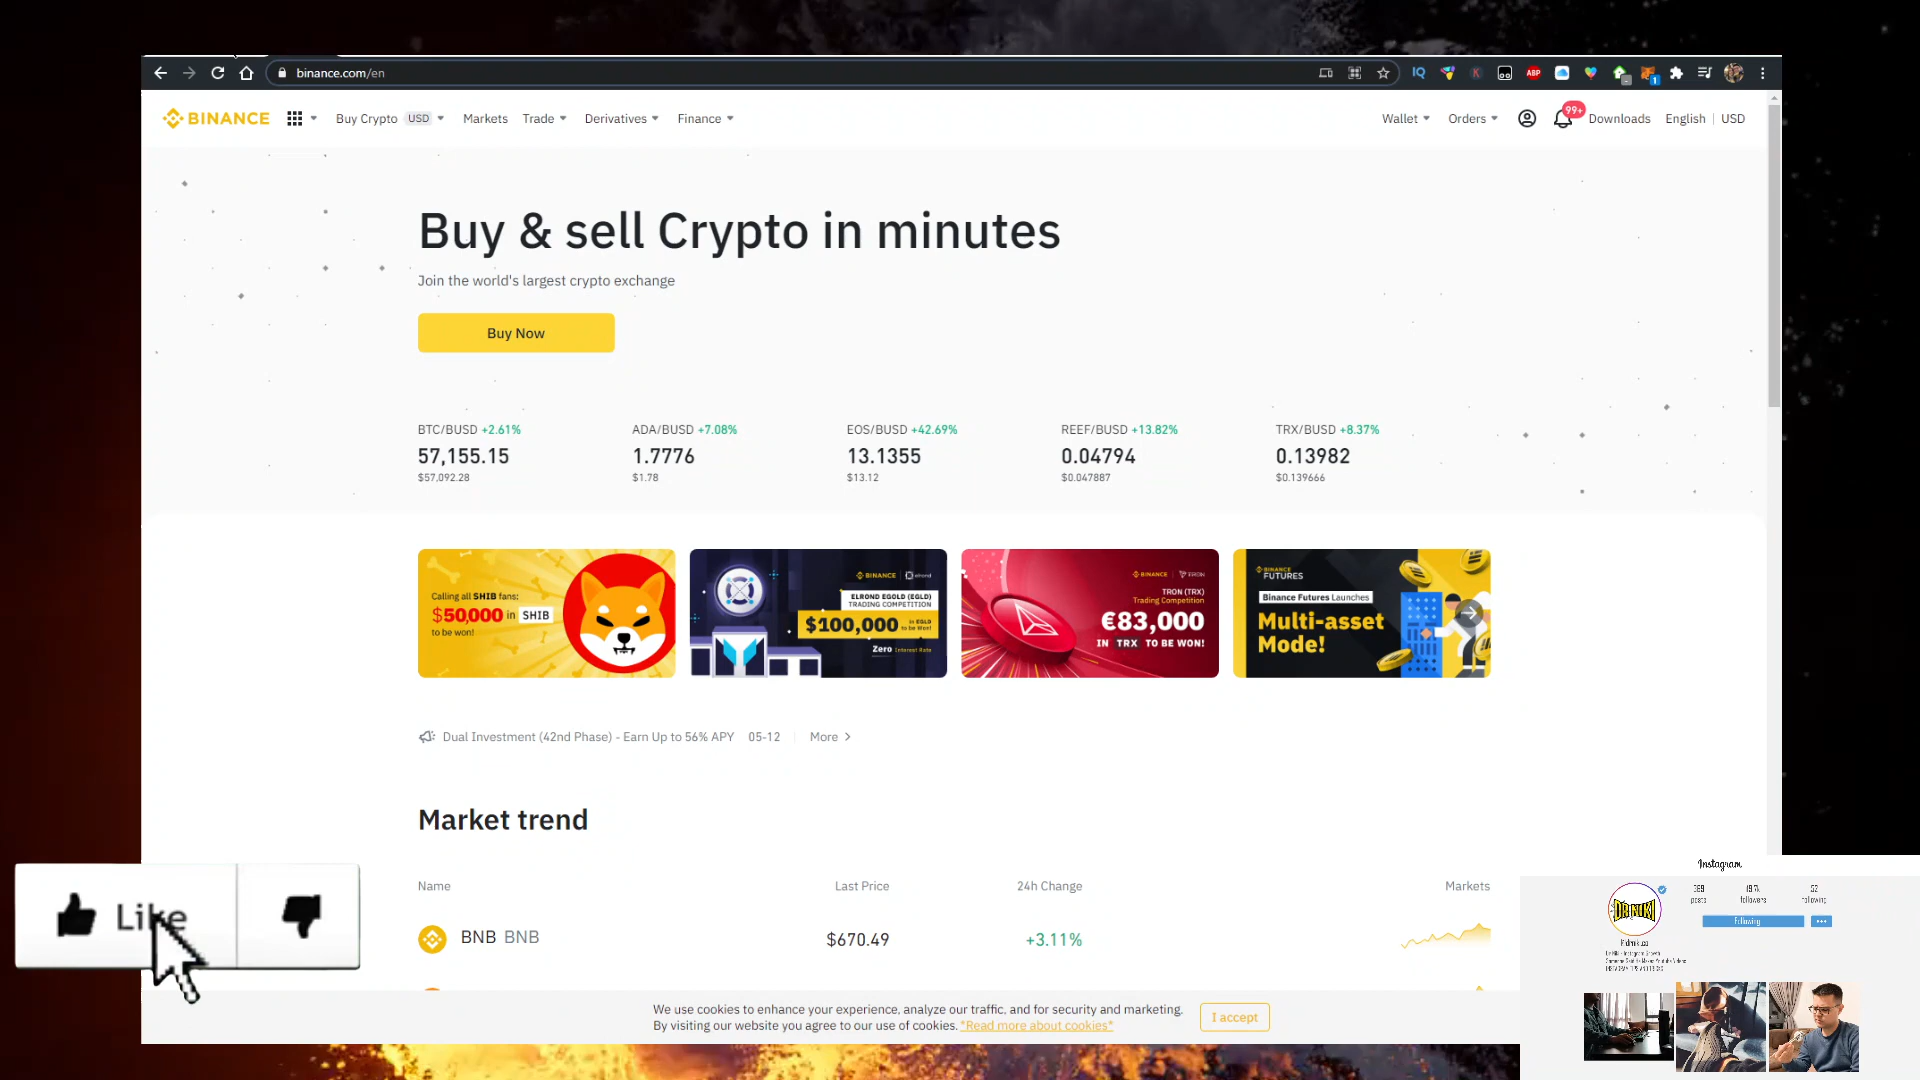 binance.com/en
IQ
K
ABP
1
BINANCE
Buy Crypto USD
Markets
Trade
Derivatives
Finance
Wallet
Orders
99+
Downloads
English | USD
Buy & sell Crypto in minutes
Join the world's largest crypto exchange
Buy Now
BTC/BUSD +2.61%
57,155.15
$57,092.28
ADA/BUSD +7.08%
1.7776
$1.78
EOS/BUSD +42.69%
13.1355
$13.12
REEF/BUSD +13.82%
0.04794
$0.047887
TRX/BUSD +8.37%
0.13982
$0.139666
Calling all SHIB fans:
$50,000 in SHIB
to be won!
BINANCE | elrond
ELROND EGOLD (EGLD)
TRADING COMPETITION
$100,000 in EGLD to be Won!
Zero Interest Rate
BINANCE | TRON
TRON (TRX)
Trading Competition
€83,000
IN TRX TO BE WON!
BINANCE
FUTURES
Binance Futures Launches
Multi-asset
Mode!
Dual Investment (42nd Phase) - Earn Up to 56% APY 05-12
More
Market trend
Name
Last Price
24h Change
Markets
BNB BNB
$670.49
+3.11%
We use cookies to enhance your experience, analyze our traffic, and for security and marketing.
By visiting our website you agree to our use of cookies. "Read more about cookies"
I accept
Like
Instagram
DR NIKI
posts
followers
following
Following